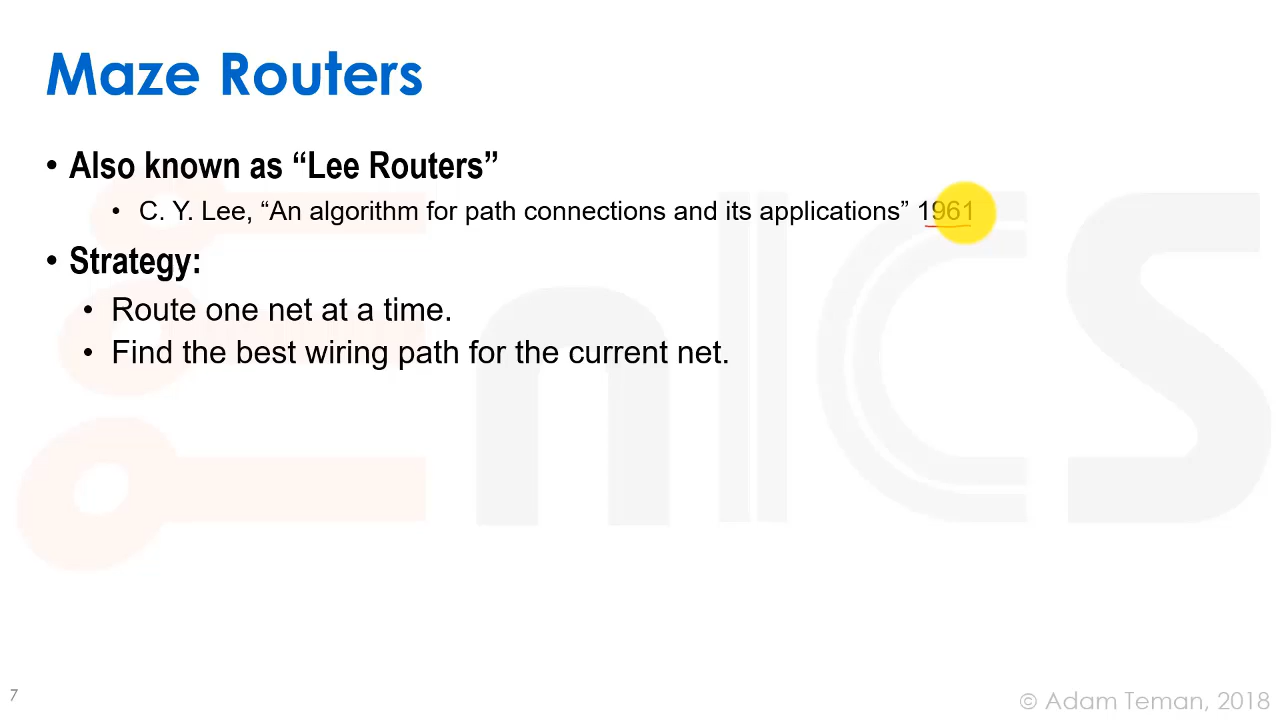 Maze Routers
• Also known as “Lee Routers”
• C. Y. Lee, “An algorithm for path connections and its applications” 1961
• Strategy:
• Route one net at a time.
• Find the best wiring path for the current net.
nICS
7
© Adam Teman, 2018